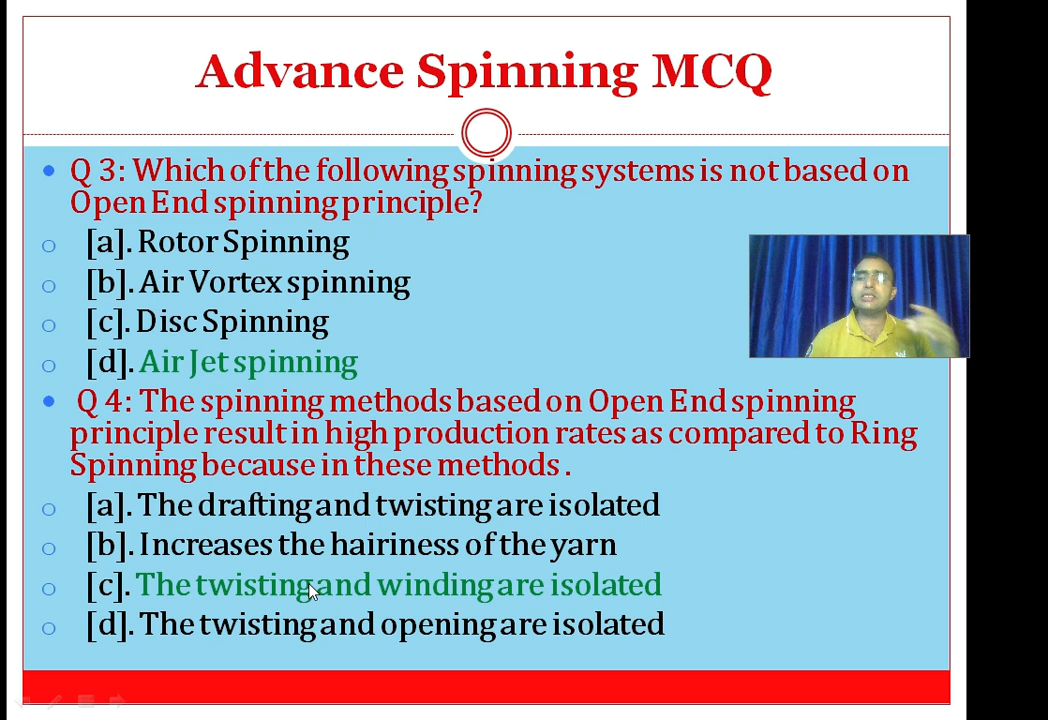 Advance Spinning MCQ
Q 3: Which of the following spinning systems is not based on
Open End spinning principle?
[a]. Rotor Spinning
[b]. Air Vortex spinning
[c]. Disc Spinning
[d]. Air Jet spinning
Q 4: The spinning methods based on Open End spinning
principle result in high production rates as compared to Ring
Spinning because in these methods .
[a]. The drafting and twisting are isolated
[b]. Increases the hairiness of the yarn
[c]. The twisting and winding are isolated
[d]. The twisting and opening are isolated